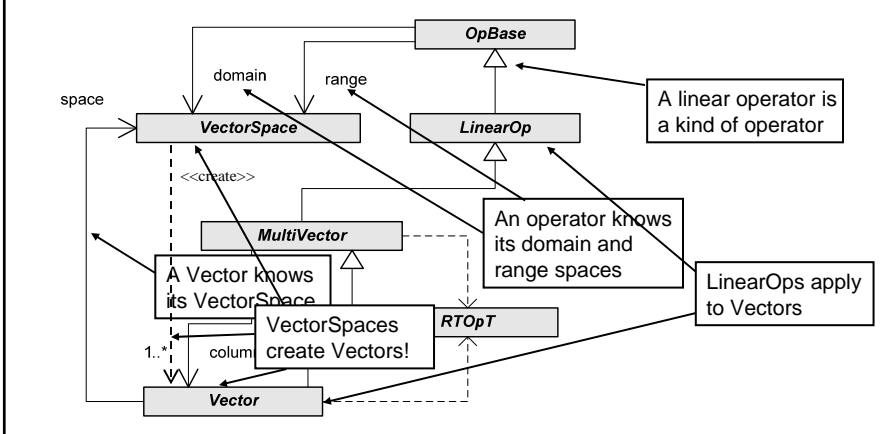 OpBase
domain
range
space
A linear operator is
a kind of operator
VectorSpace
LinearOp
<<create>>
An operator knows
its domain and
range spaces
MultiVector
A Vector knows
its VectorSpace
LinearOps apply
to Vectors
VectorSpaces
create Vectors!
RTOpT
1..*
Vector